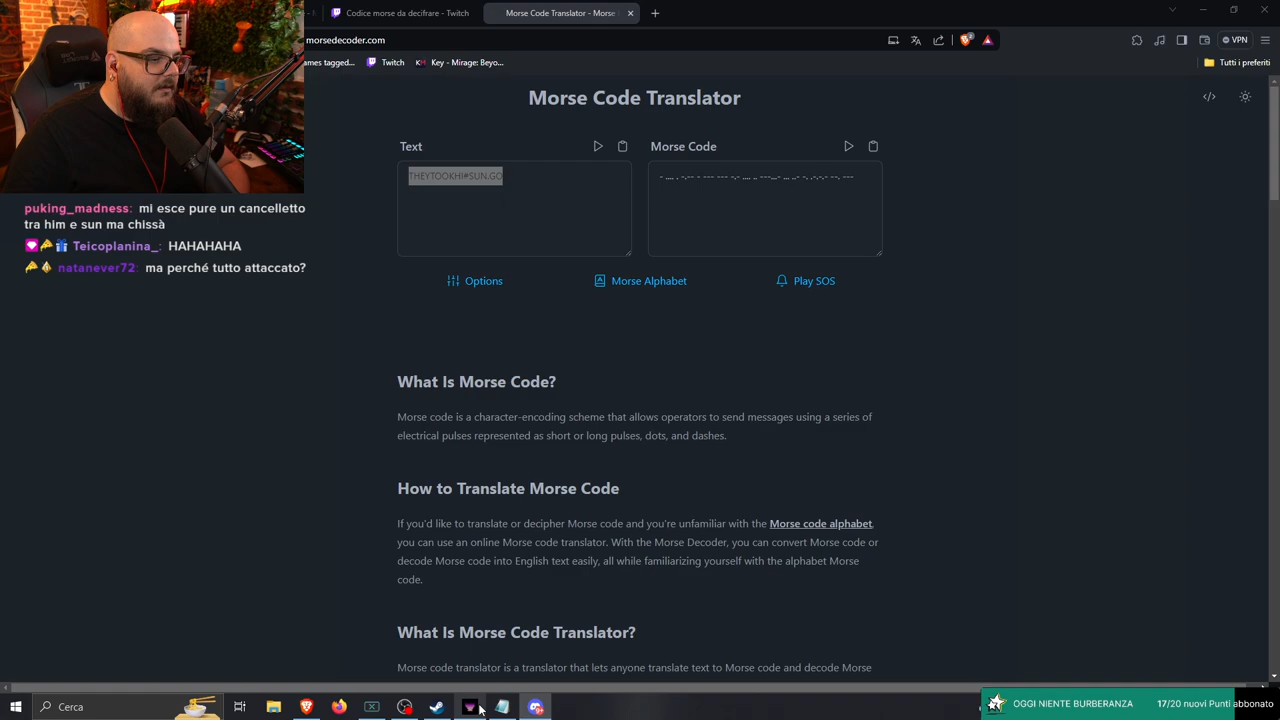 Codice morse da decifrare - Twitch
Morse Code Translator - Morse
morsedecoder.com
VPN
ames tagged...
Twitch
Key - Mirage: Beyo...
Tutti i preferiti
Morse Code Translator
Text
Morse Code
THEYTOOKHI#SUN.GO
- .... . -.-- - --- --- -.- .... .. ---...- ... ..- -. .-.-.- --. ---
Options
Morse Alphabet
Play SOS
puking_madness: mi esce pure un cancelletto
tra him e sun ma chissà
Teicoplanina_: HAHAHAHA
natanever72: ma perché tutto attaccato?
What Is Morse Code?
Morse code is a character-encoding scheme that allows operators to send messages using a series of
electrical pulses represented as short or long pulses, dots, and dashes.
How to Translate Morse Code
If you'd like to translate or decipher Morse code and you're unfamiliar with the Morse code alphabet,
you can use an online Morse code translator. With the Morse Decoder, you can convert Morse code or
decode Morse code into English text easily, all while familiarizing yourself with the alphabet Morse
code.
What Is Morse Code Translator?
Morse code translator is a translator that lets anyone translate text to Morse code and decode Morse
Cerca
OGGI NIENTE BURBERANZA
17/20 nuovi Punti abbonato